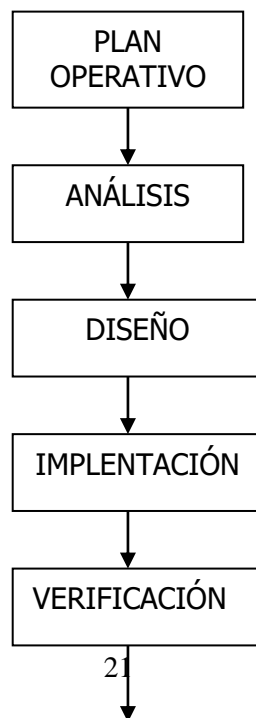 PLAN
OPERATIVO
ANÁLISIS
DISEÑO
IMPLENTACIÓN
VERIFICACIÓN
21